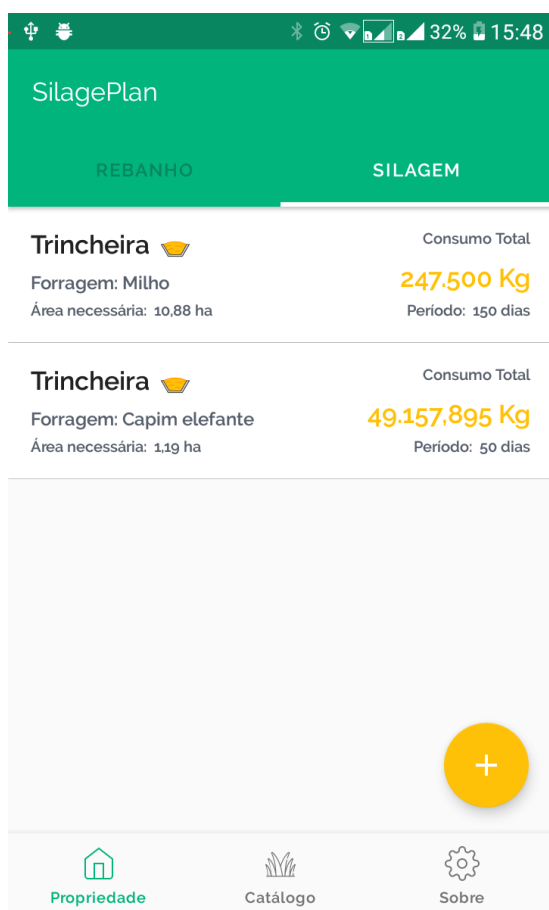 32% 15:48
SilagePlan
REBANHO SILAGEM
Trincheira
Consumo Total
Forragem: Milho
247.500 Kg
Área necessária: 10,88 ha
Período: 150 dias
Trincheira
Consumo Total
Forragem: Capim elefante
49.157,895 Kg
Área necessária: 1,19 ha
Período: 50 dias
+
Propriedade Catálogo Sobre